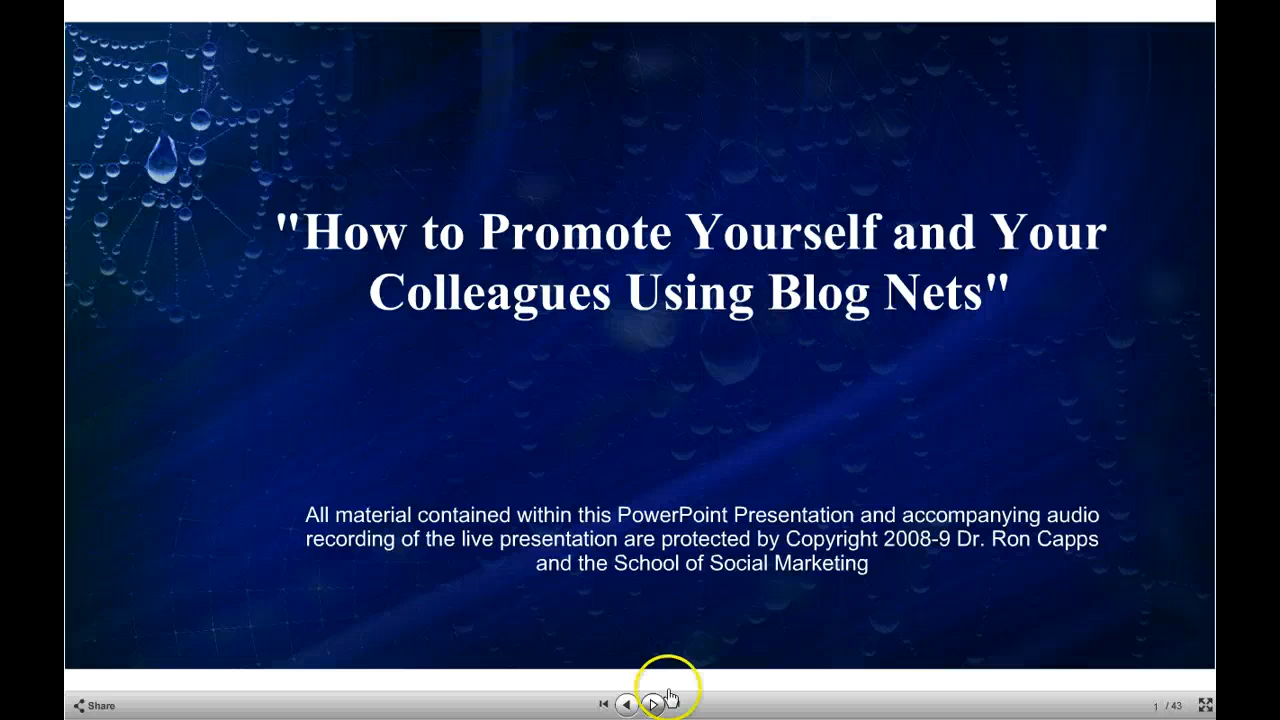 "How to Promote Yourself and Your
Colleagues Using Blog Nets"
All material contained within this PowerPoint Presentation and accompanying audio
recording of the live presentation are protected by Copyright 2008-9 Dr. Ron Capps
and the School of Social Marketing
Share
1 / 43